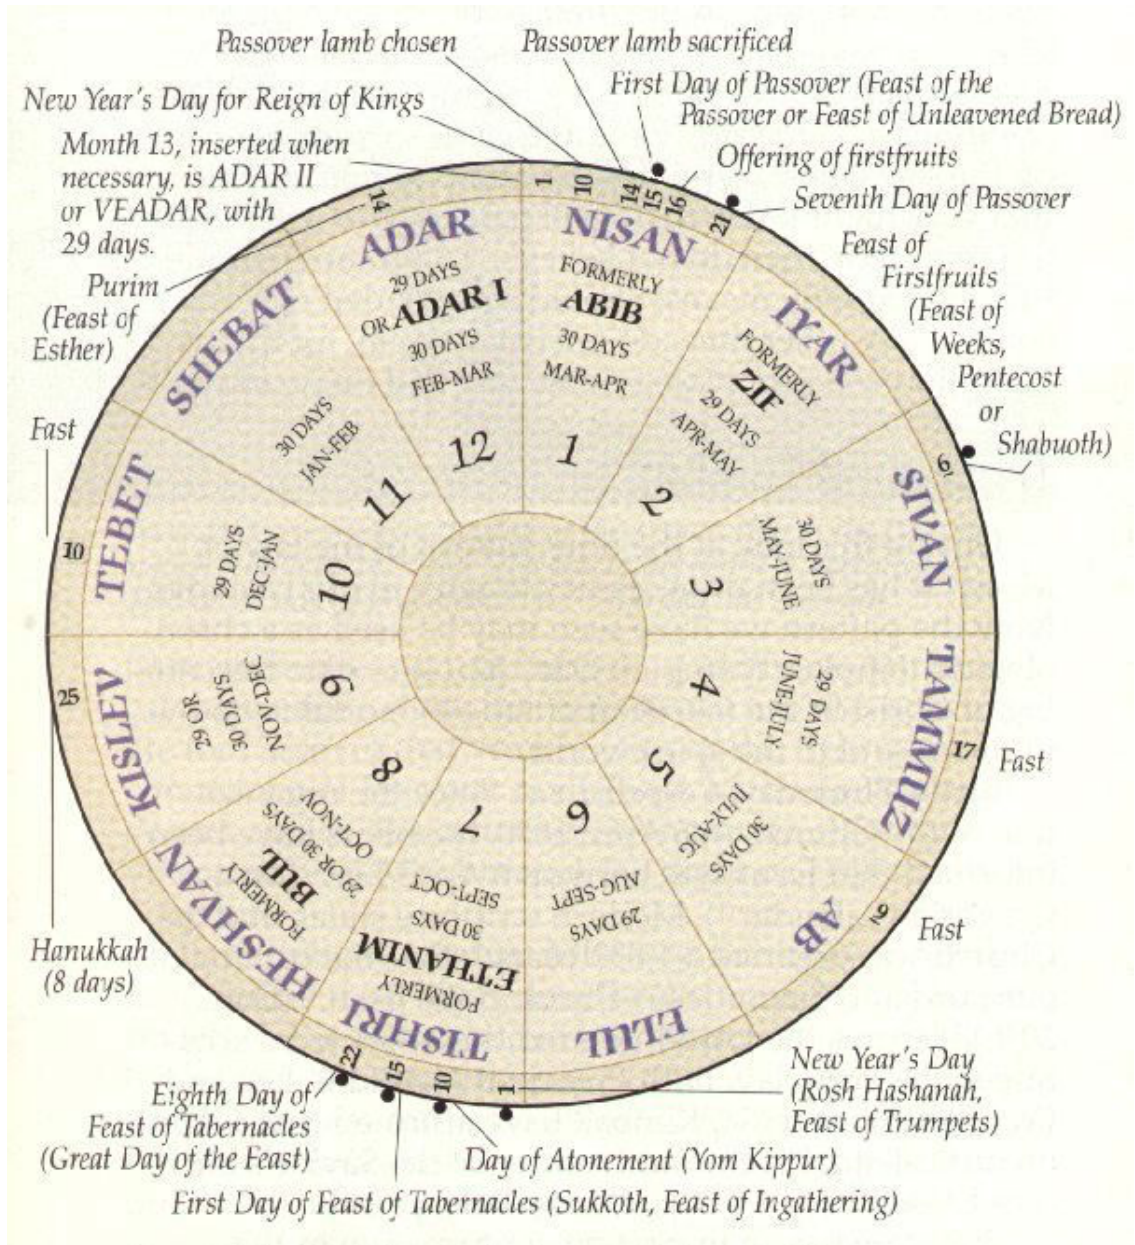 Passover lamb chosen
Passover lamb sacrificed
First Day of Passover (Feast of the
Passover or Feast of Unleavened Bread)
New Year's Day for Reign of Kings
Month 13, inserted when
necessary, is ADAR II
or VEADAR, with
29 days.
Offering of firstfruits
Seventh Day of Passover
Feast of
Firstfruits
(Feast of
Weeks,
Pentecost
or
Shabuoth)
Purim
(Feast of
Esther)
Fast
1
10
14
15
16
21
NISAN
FORMERLY
ABIB
30 DAYS
MAR-APR
1
IYAR
FORMERLY
ZIF
29 DAYS
APR-MAY
2
6
SIVAN
30 DAYS
MAY-JUNE
3
TAMMUZ
17
29 DAYS
JUNE-JULY
4
Fast
AB
9
30 DAYS
JULY-AUG
5
Fast
ELUL
29 DAYS
AUG-SEPT
6
1
10
15
22
TISHRI
FORMERLY
ETHANIM
30 DAYS
SEPT-OCT
7
HESHVAN
FORMERLY
BUL
29 OR 30 DAYS
OCT-NOV
8
KISLEV
25
29 OR
30 DAYS
NOV-DEC
9
TEBET
10
29 DAYS
DEC-JAN
10
SHEBAT
30 DAYS
JAN-FEB
11
14
ADAR
29 DAYS
OR ADAR I
30 DAYS
FEB-MAR
12
Hanukkah
(8 days)
New Year's Day
(Rosh Hashanah,
Feast of Trumpets)
Eighth Day of
Feast of Tabernacles
(Great Day of the Feast)
Day of Atonement (Yom Kippur)
First Day of Feast of Tabernacles (Sukkoth, Feast of Ingathering)